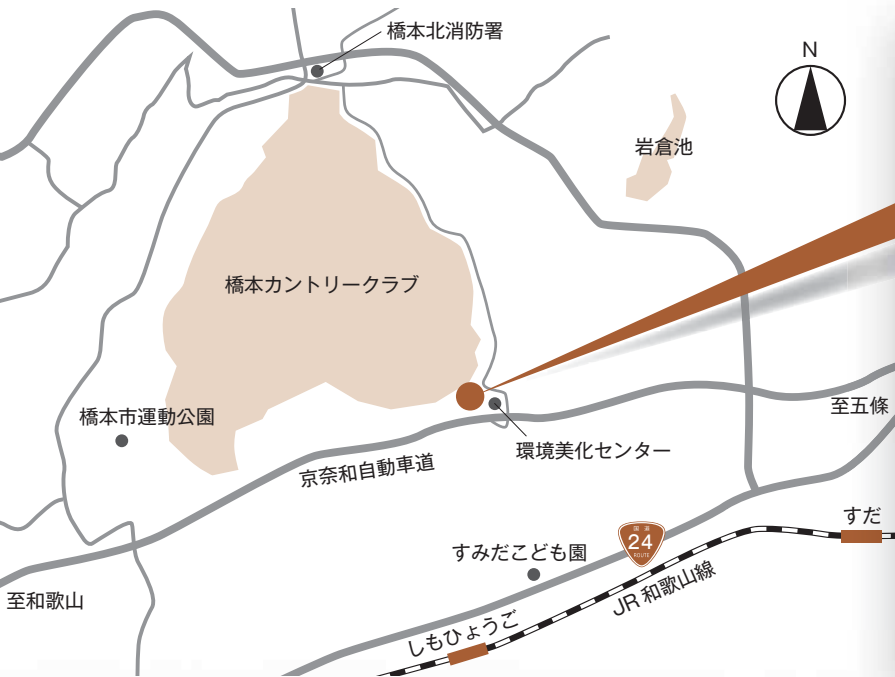 橋本北消防署
N
岩倉池
橋本カントリークラブ
至五條
橋本市運動公園
環境美化センター
京奈和自動車道
すだ
国道
24
ROUTE
すみだこども園
至和歌山
JR 和歌山線
しもひょうご